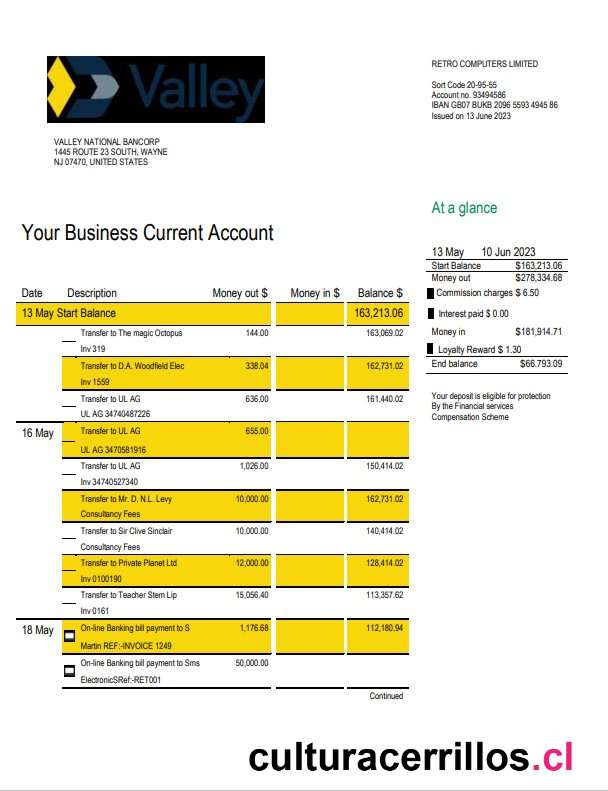 Valley
RETRO COMPUTERS LIMITED
Sort Code 20-95-55
Account no. 93494586
IBAN GB07 BUKB 2096 5593 4945 86
Issued on 13 June 2023
VALLEY NATIONAL BANCORP
1445 ROUTE 23 SOUTH, WAYNE
NJ 07470, UNITED STATES
At a glance
13 May 10 Jun 2023
Start Balance $163,213.06
Money out $278,334.68
Commission charges $ 6.50
Interest paid $ 0.00
Money in $181,914.71
Loyalty Reward $ 1.30
End balance $66.793.09
Your deposit is eligible for protection
By the Financial services
Compensation Scheme
Your Business Current Account
Date Description Money out $ Money in $ Balance $
13 May Start Balance 163,213.06
Transfer to The magic Octopus 144.00 163,069.02
Inv 319
Transfer to D.A. Woodfield Elec 338.04 162,731.02
Inv 1559
Transfer to UL AG 636.00 161,440.02
UL AG 34740487226
16 May Transfer to UL AG 655.00
UL AG 3470581916
Transfer to UL AG 1,026.00 150,414.02
Inv 34740527340
Transfer to Mr. D. N.L. Levy 10,000.00 162,731.02
Consultancy Fees
Transfer to Sir Clive Sinclair 10,000.00 140,414.02
Consultancy Fees
Transfer to Private Planet Ltd 12,000.00 128,414.02
Inv 0100190
Transfer to Teacher Stem Lip 15,056.40 113,357.62
Inv 0161
18 May On-line Banking bill payment to S 1,176.68 112,180.94
Martin REF:-INVOICE 1249
On-line Banking bill payment to Sms 50,000.00
ElectronicSRef:-RET001
Continued
culturacerrillos.cl